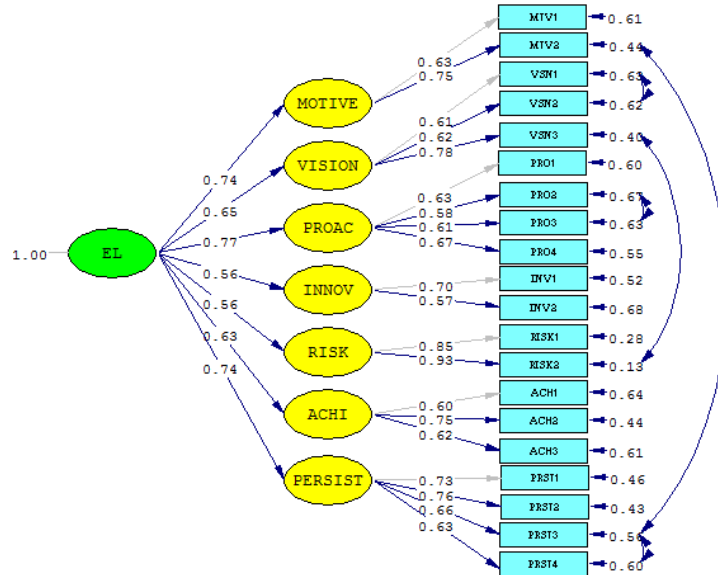 MTV1 0.61
MTV2 0.44
0.63
0.75
VSN1 0.63
MOTIVE
VSN2 0.62
0.61
0.62
VSN3 0.40
0.78
VISION
PRO1 0.60
0.74
0.63
PRO2 0.67
0.65
0.58
PROAC
PRO3 0.63
0.61
0.77
0.67
PRO4 0.55
1.00 EL
0.56
INNOV
0.70
INV1 0.52
0.57
INV2 0.68
0.56
RISK1 0.28
0.63
RISK
0.85
0.93
RISK2 0.13
0.74
ACH1 0.64
0.60
ACHI
0.75
ACH2 0.44
0.62
ACH3 0.61
PERSIST
0.73
PRST1 0.46
0.76
PRST2 0.43
0.66
0.63
PRST3 0.56
PRST4 0.60